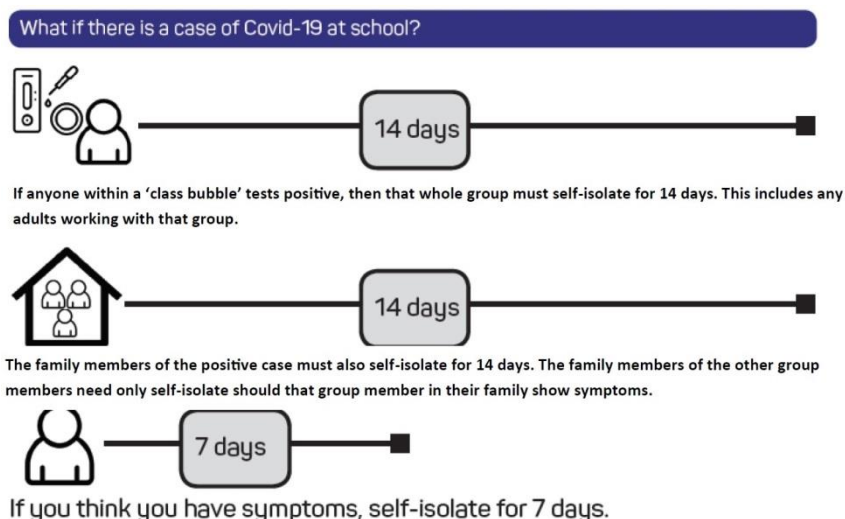 What if there is a case of Covid-19 at school?
14 days
If anyone within a ‘class bubble’ tests positive, then that whole group must self-isolate for 14 days. This includes any
adults working with that group.
14 days
The family members of the positive case must also self-isolate for 14 days. The family members of the other group
members need only self-isolate should that group member in their family show symptoms.
7 days
If you think you have symptoms, self-isolate for 7 days.